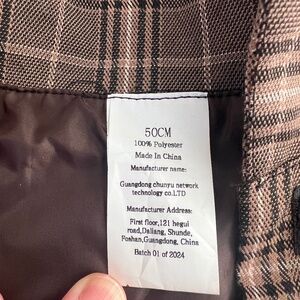 50CM
100% Polyester
Made In China
Manufacturer name:
Guangdong chunyu network
technology co.LTD
Manufacturer Address:
First floor,121 hegui
road,Daliang, Shunde,
Foshan,Guangdong, China
Batch 01 of 2024